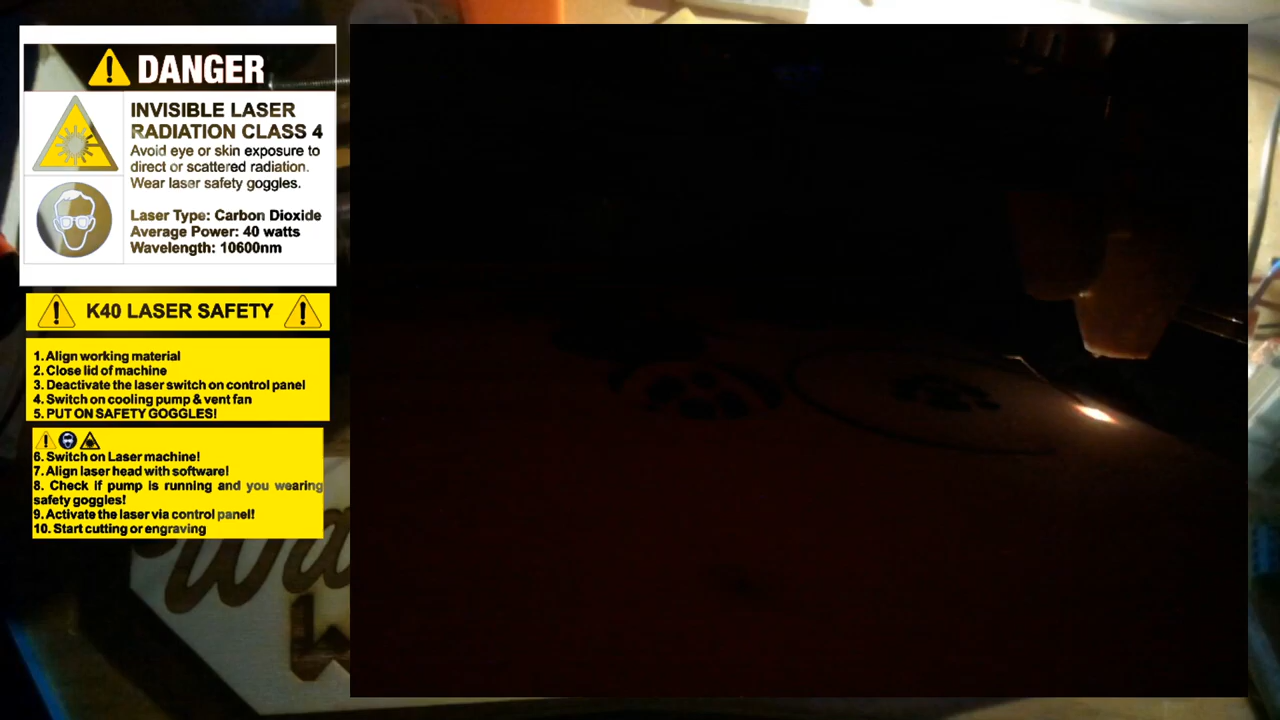 DANGER
INVISIBLE LASER
RADIATION CLASS 4
Avoid eye or skin exposure to
direct or scattered radiation.
Wear laser safety goggles.
Laser Type: Carbon Dioxide
Average Power: 40 watts
Wavelength: 10600nm
K40 LASER SAFETY
1. Align working material
2. Close lid of machine
3. Deactivate the laser switch on control panel
4. Switch on cooling pump & vent fan
5. PUT ON SAFETY GOGGLES!
6. Switch on Laser machine!
7. Align laser head with software!
8. Check if pump is running and you wearing
safety goggles!
9. Activate the laser via control panel!
10. Start cutting or engraving